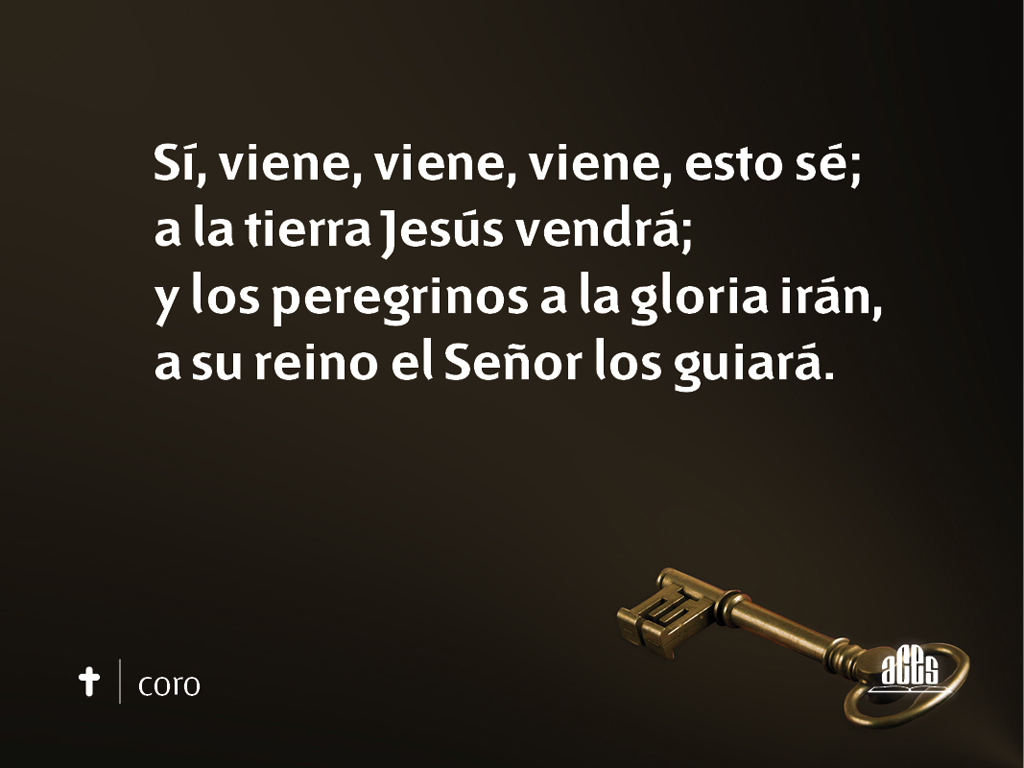 Sí, viene, viene, viene, esto sé;
a la tierra Jesús vendrá;
y los peregrinos a la gloria irán,
a su reino el Señor los guiará.
coro
aces